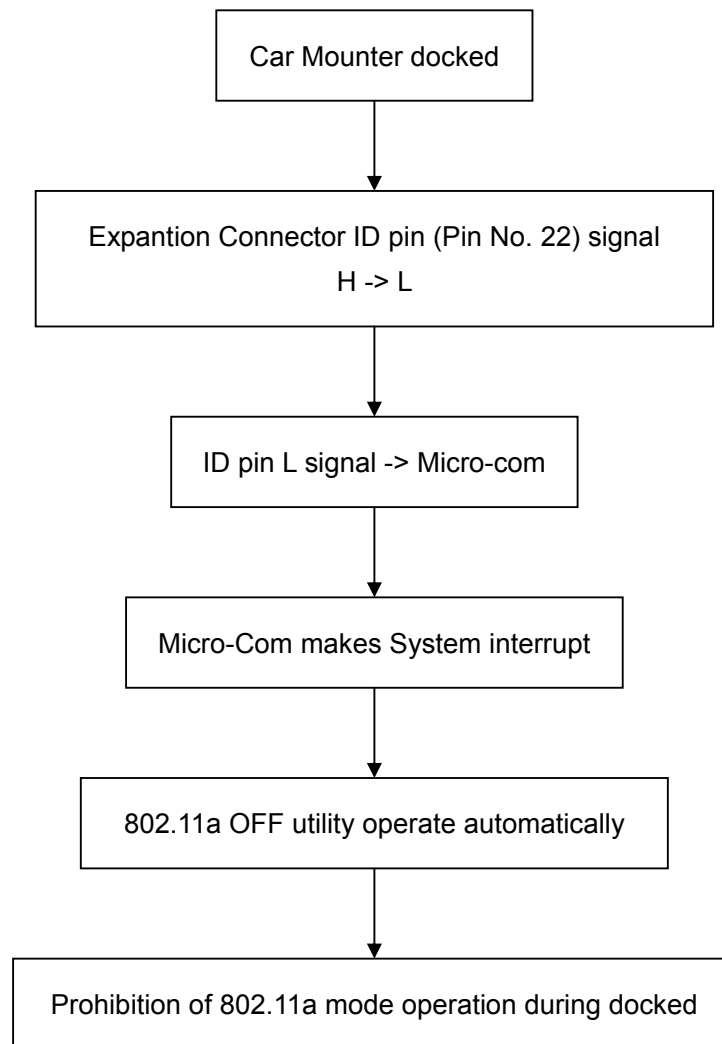 Car Mounter docked
Expantion Connector ID pin (Pin No. 22) signal
H -> L
ID pin L signal -> Micro-com
Micro-Com makes System interrupt
802.11a OFF utility operate automatically
Prohibition of 802.11a mode operation during docked